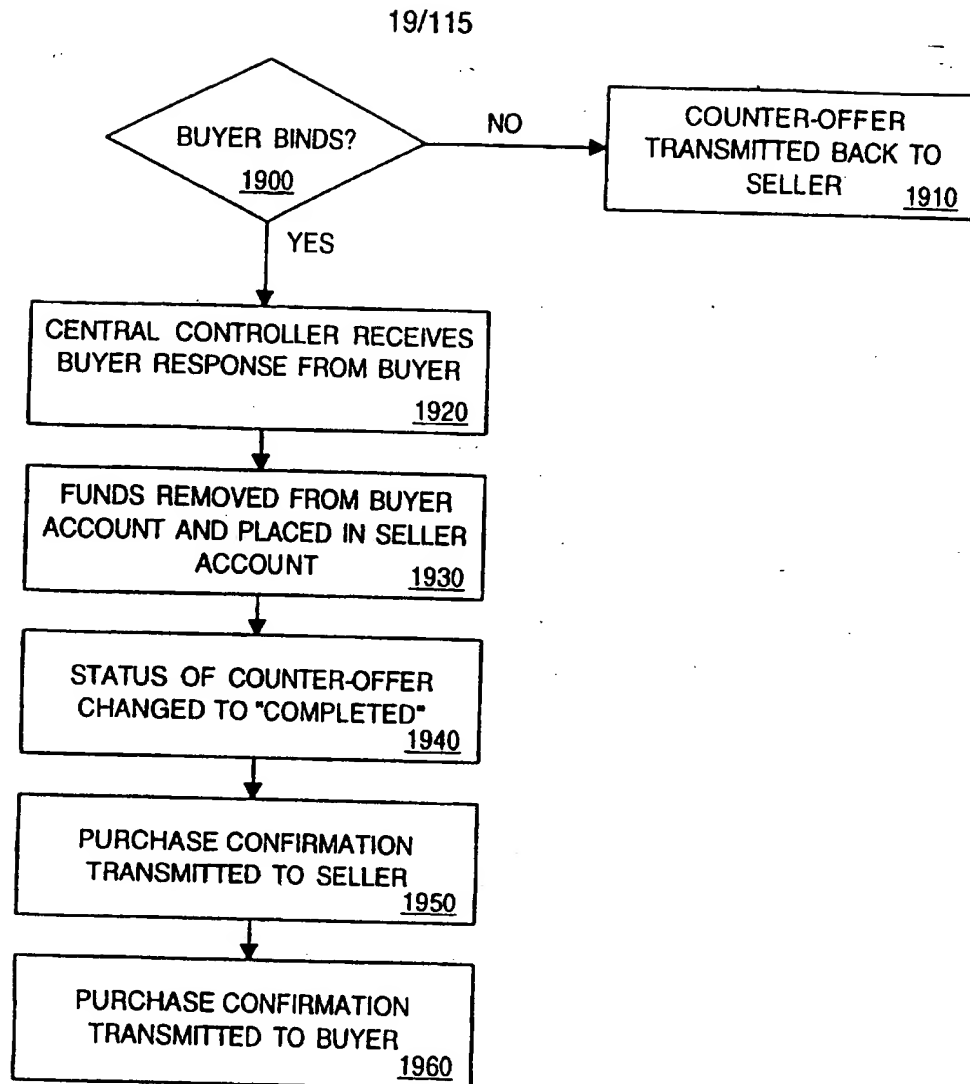 19/115
BUYER BINDS?
1900
NO
COUNTER-OFFER
TRANSMITTED BACK TO
SELLER
1910
YES
CENTRAL CONTROLLER RECEIVES
BUYER RESPONSE FROM BUYER
1920
FUNDS REMOVED FROM BUYER
ACCOUNT AND PLACED IN SELLER
ACCOUNT
1930
STATUS OF COUNTER-OFFER
CHANGED TO "COMPLETED"
1940
PURCHASE CONFIRMATION
TRANSMITTED TO SELLER
1950
PURCHASE CONFIRMATION
TRANSMITTED TO BUYER
1960